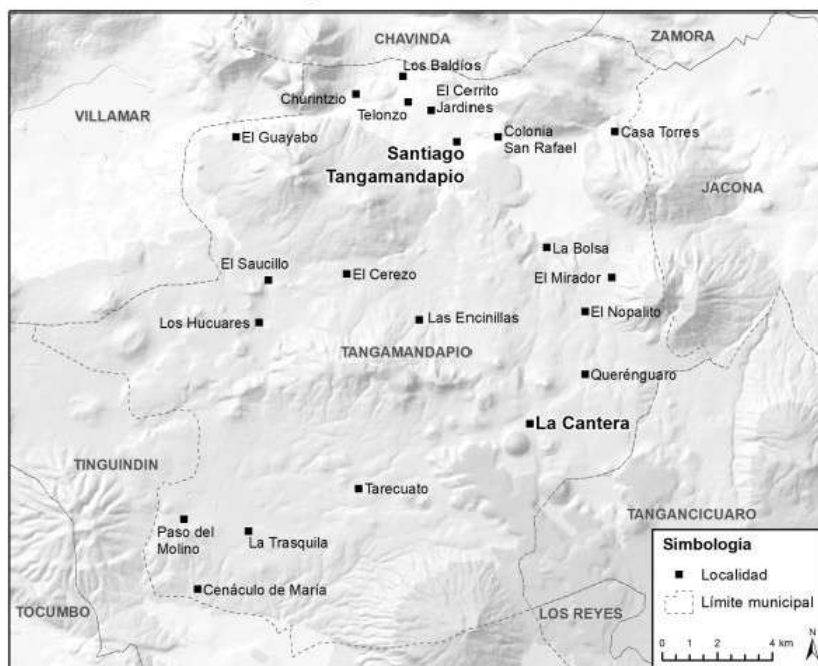 CHAVINDA
ZAMORA
Los Baldíos
VILLAMAR
Churintzio
Telonzo
El Cerrito
Jardines
El Guayabo
Colonia
San Rafael
Casa Torres
Santiago
Tangamandapio
JACONA
La Bolsa
El Saucillo
El Cerezo
El Mirador
Los Hucuares
Las Encinillas
El Nopalito
TANGAMANDAPIO
Querénguaro
La Cantera
TINGUINDIN
Tarecuato
Paso del
Molino
La Trasquila
TANGANCICUARO
Cenáculo de María
TOCUMBO
LOS REYES
Simbología
Localidad
Límite municipal
N
0 1 2 4 km